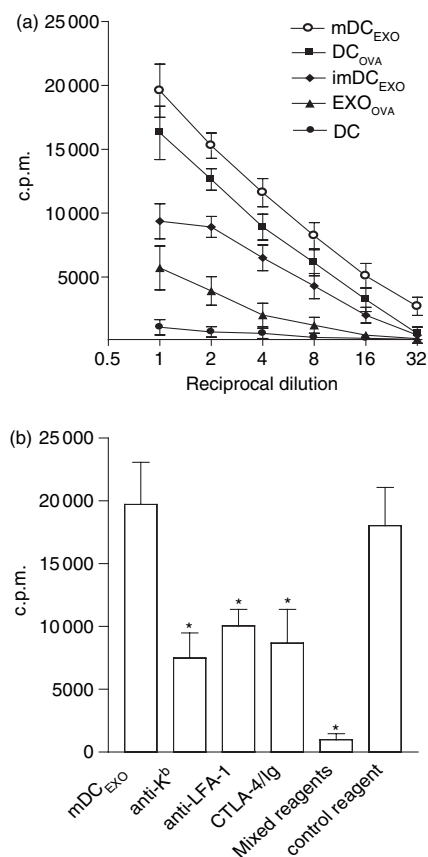 (a)
mDC_EXO
DC_OVA
imDC_EXO
EXO_OVA
DC
25 000
20 000
15 000
10 000
5000
c.p.m.
0.5 1 2 4 8 16 32
Reciprocal dilution
(b)
25 000
20 000
15 000
10 000
5000
0
c.p.m.
* * * *
mDC_EXO
anti-K^b
anti-LFA-1
CTLA-4/Ig
Mixed reagents
control reagent